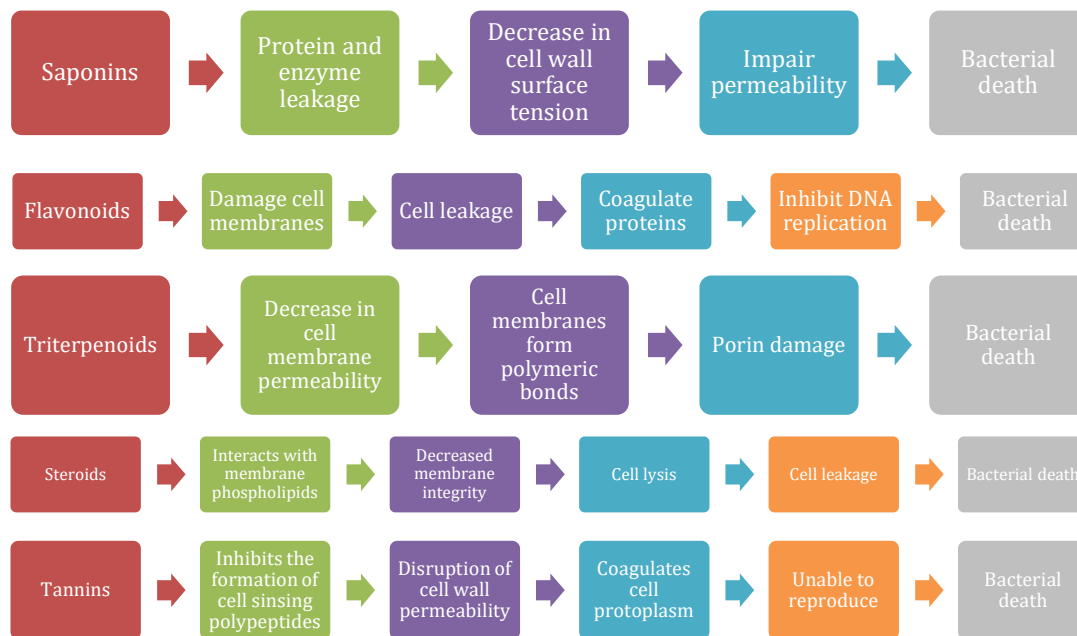 Saponins
Protein and
enzyme
leakage
Decrease in
cell wall
surface
tension
Impair
permeability
Bacterial
death
Flavonoids
Damage cell
membranes
Cell leakage
Coagulate
proteins
Inhibit DNA
replication
Bacterial
death
Triterpenoids
Decrease in
cell
membrane
permeability
Cell
membranes
form
polymeric
bonds
Porin damage
Bacterial
death
Steroids
Interacts with
membrane
phospholipids
Decreased
membrane
integrity
Cell lysis
Cell leakage
Bacterial death
Tannins
Inhibits the
formation of
cell sinsing
polypeptides
Disruption of
cell wall
permeability
Coagulates
cell
protoplasm
Unable to
reproduce
Bacterial
death